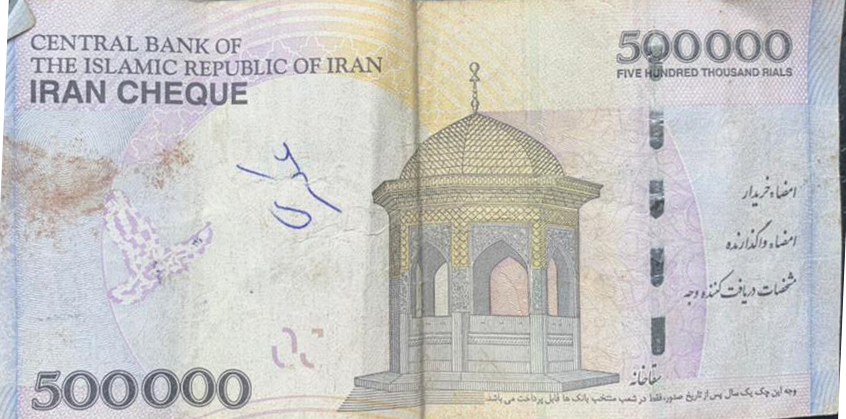 CENTRAL BANK OF
THE ISLAMIC REPUBLIC OF IRAN
IRAN CHEQUE
500000
FIVE HUNDRED THOUSAND RIALS
امضاء خریدار
امضاء واگذارنده
مشخصات دریافت کننده وجه
سقاخانه
وجه این چک یک سال پس از تاریخ صدور، فقط در شعب منتخب بانک ها قابل پرداخت می باشد.
500000